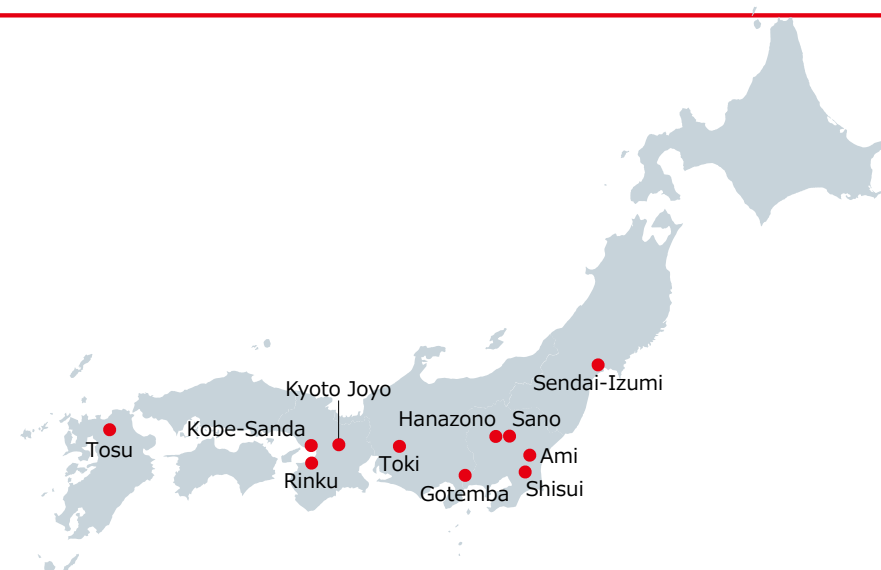 Sendai-Izumi
Kyoto Joyo
Hanazono
Sano
Kobe-Sanda
Tosu
Ami
Toki
Rinku
Shisui
Gotemba